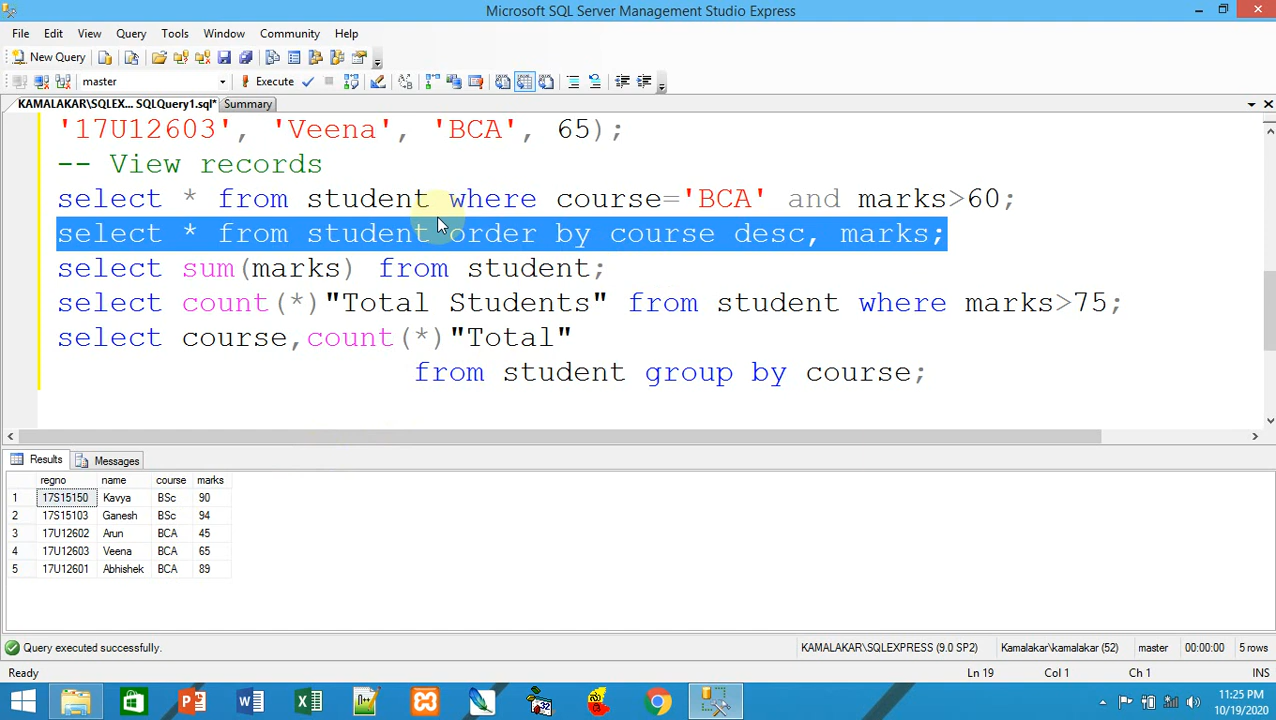 Microsoft SQL Server Management Studio Express
File Edit View Query Tools Window Community Help
New Query
master Execute
KAMALAKAR\SQLEX... SQLQuery1.sql* Summary
'17U12603', 'Veena', 'BCA', 65);
-- View records
select * from student where course='BCA' and marks>60;
select * from student order by course desc, marks;
select sum(marks) from student;
select count(*)"Total Students" from student where marks>75;
select course,count(*)"Total"
from student group by course;
Results Messages
regno name course marks
1 17S15150 Kavya BSc 90
2 17S15103 Ganesh BSc 94
3 17U12602 Arun BCA 45
4 17U12603 Veena BCA 65
5 17U12601 Abhishek BCA 89
Query executed successfully. KAMALAKAR\SQLEXPRESS (9.0 SP2) Kamalakar\kamalakar (52) master 00:00:00 5 rows
Ready Ln 19 Col 1 Ch 1 INS
11:25 PM
10/19/2020